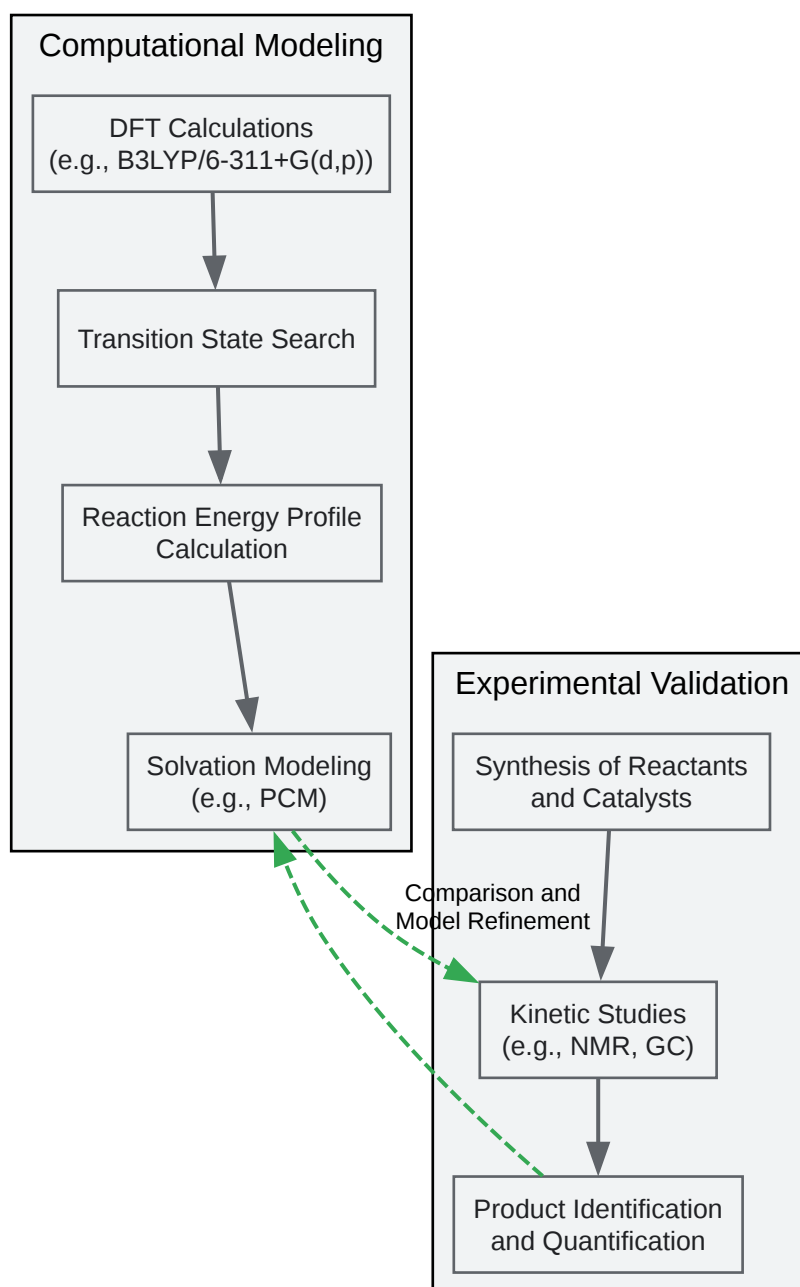 Computational Modeling
DFT Calculations
(e.g., B3LYP/6-311+G(d,p))
Transition State Search
Reaction Energy Profile
Calculation
Solvation Modeling
(e.g., PCM)
Experimental Validation
Synthesis of Reactants
and Catalysts
Comparison and
Model Refinement
Kinetic Studies
(e.g., NMR, GC)
Product Identification
and Quantification